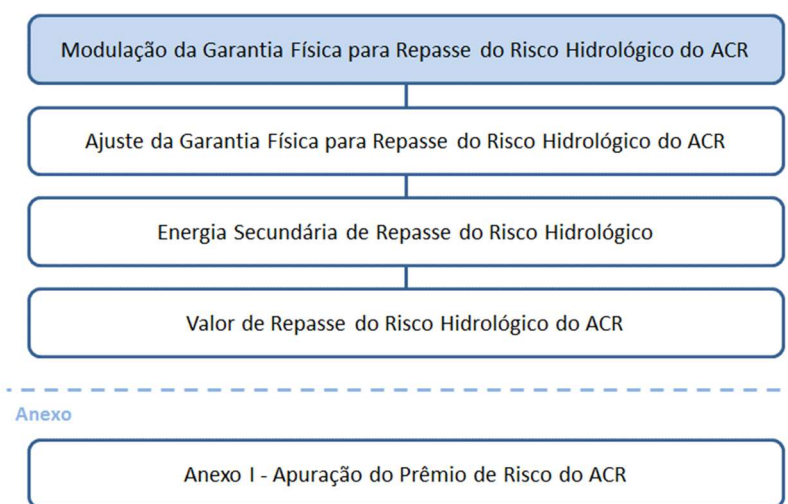 Modulação da Garantia Física para Repasse do Risco Hidrológico do ACR
Ajuste da Garantia Física para Repasse do Risco Hidrológico do ACR
Energia Secundária de Repasse do Risco Hidrológico
Valor de Repasse do Risco Hidrológico do ACR
Anexo
Anexo I - Apuração do Prêmio de Risco do ACR